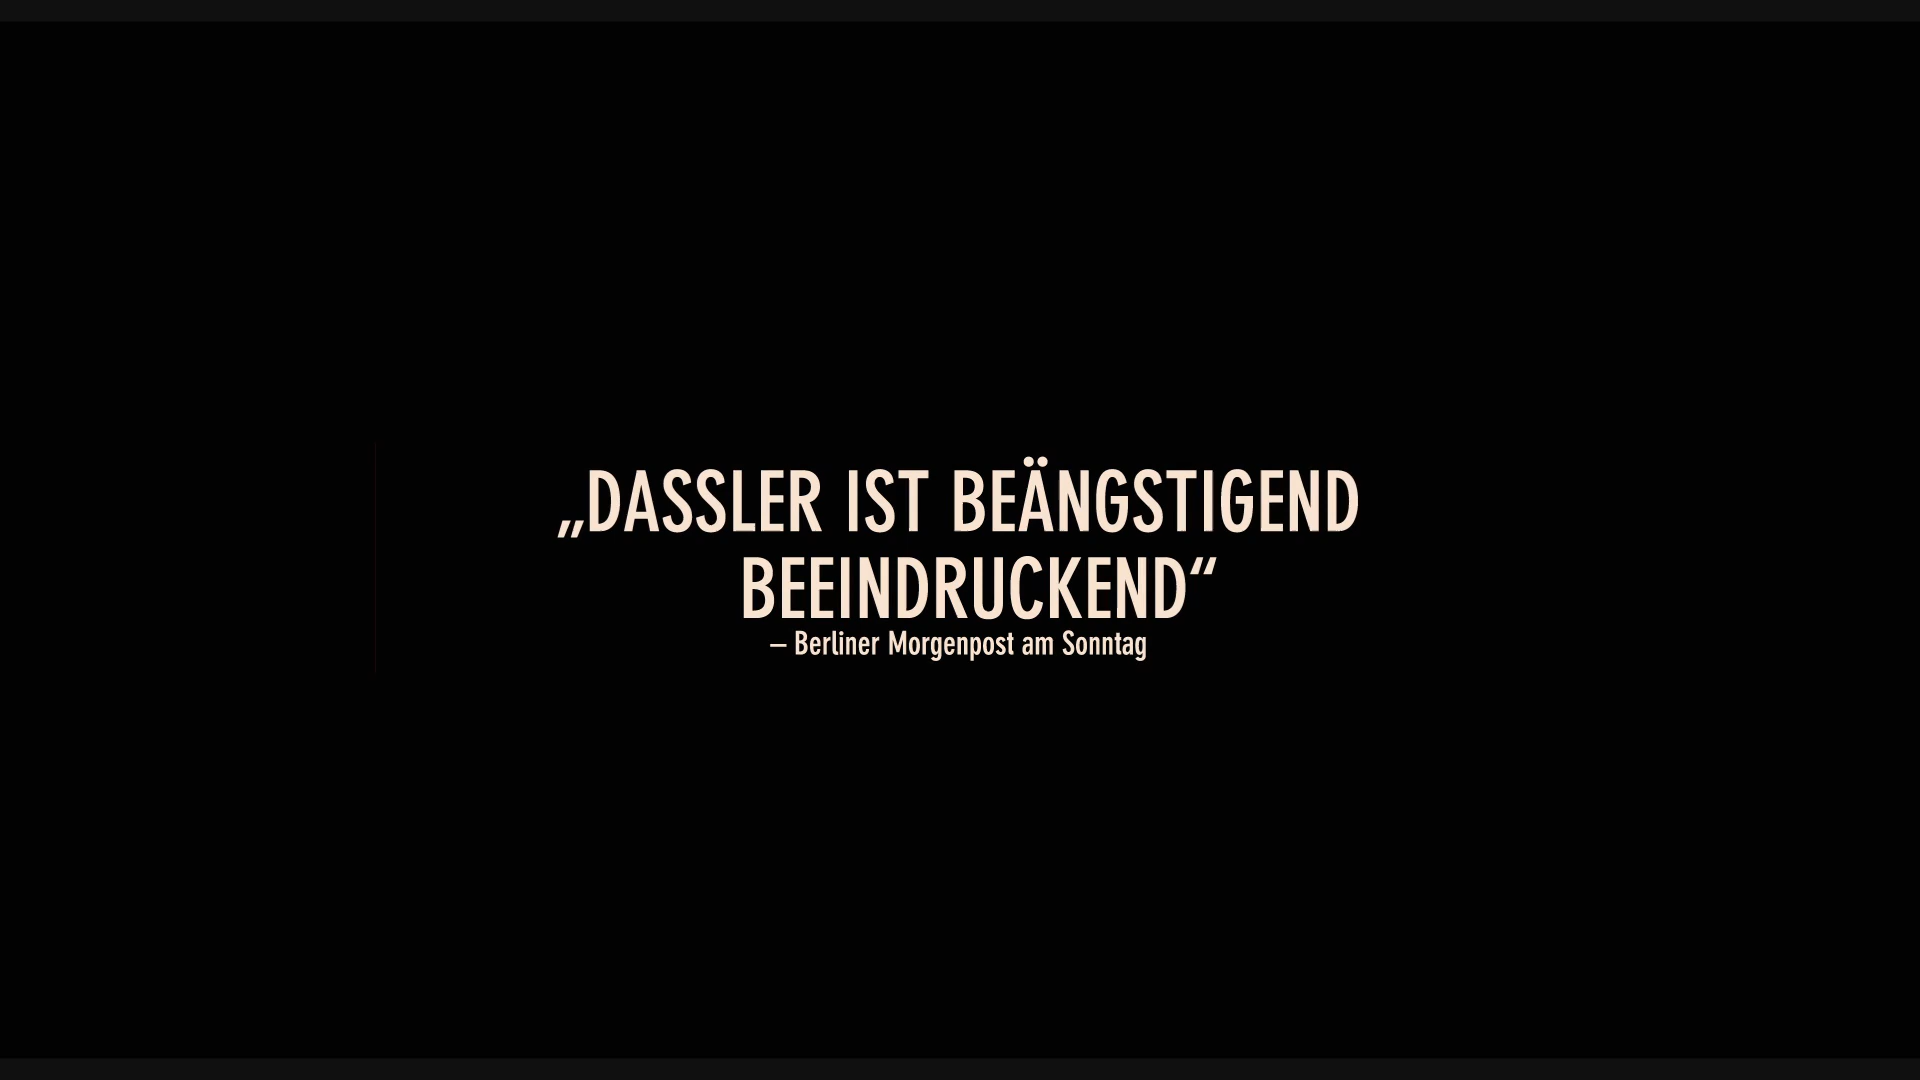 „DASSLER IST BEÄNGSTIGEND
BEEINDRUCKEND“
– Berliner Morgenpost am Sonntag